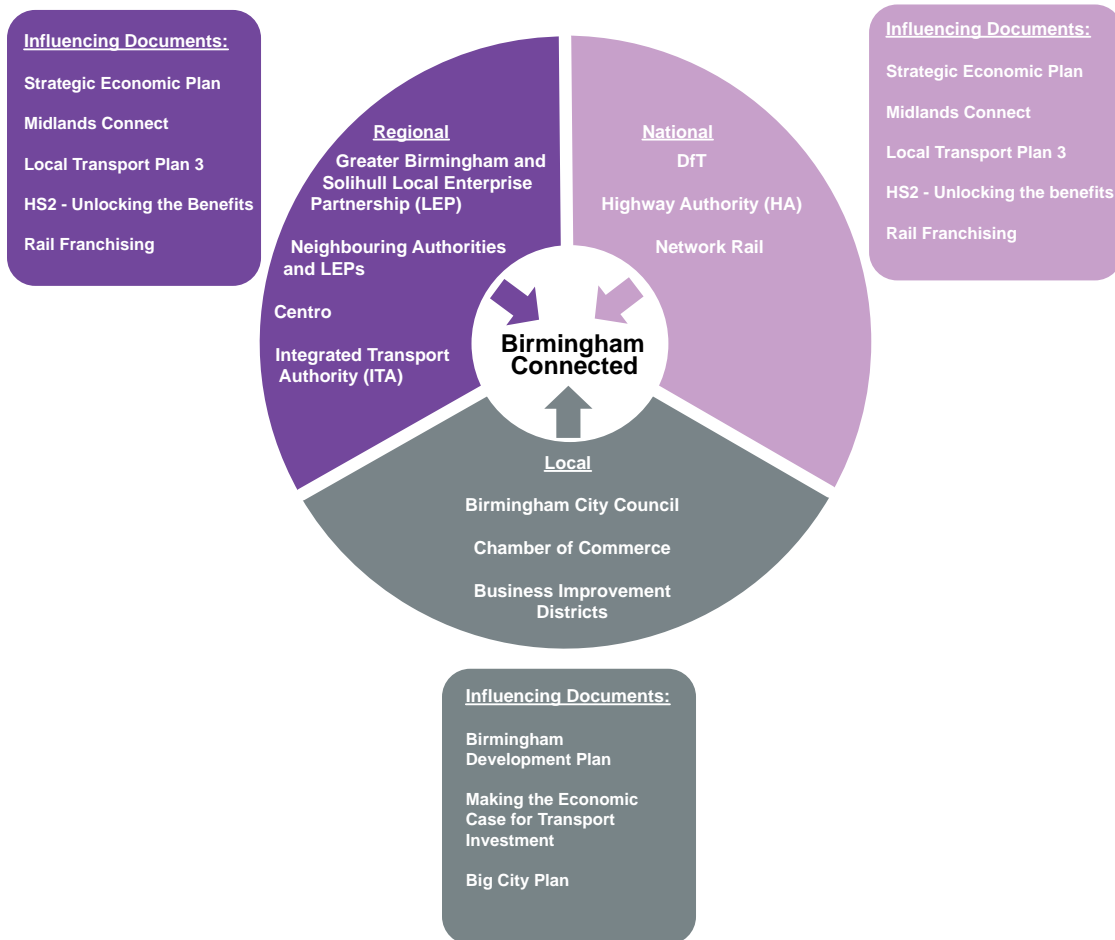 Influencing Documents:
Strategic Economic Plan
Midlands Connect
Local Transport Plan 3
HS2 - Unlocking the Benefits
Rail Franchising
Regional
Greater Birmingham and
Solihull Local Enterprise
Partnership (LEP)
Neighbouring Authorities
and LEPs
Centro
Integrated Transport
Authority (ITA)
National
DfT
Highway Authority (HA)
Network Rail
Influencing Documents:
Strategic Economic Plan
Midlands Connect
Local Transport Plan 3
HS2 - Unlocking the benefits
Rail Franchising
Birmingham
Connected
Local
Birmingham City Council
Chamber of Commerce
Business Improvement
Districts
Influencing Documents:
Birmingham
Development Plan
Making the Economic
Case for Transport
Investment
Big City Plan